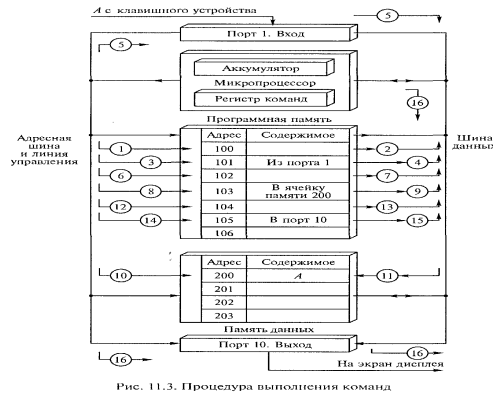 А с клавишного устройства
5
Порт 1. Вход
5
Аккумулятор
Микропроцессор
Регистр команд
16
Программная память
Адресная
шина
и линия
управления
Шина
данных
Адрес Содержимое
1 100 2
3 101 Из порта 1 4
6 102 7
8 103 В ячейку
памяти 200 9
12 104 13
14 105 В порт 10 15
106
Адрес Содержимое
10 200 А 11
201
202
203
Память данных
Порт 10. Выход
16 16
На экран дисплея
Рис. 11.3. Процедура выполнения команд